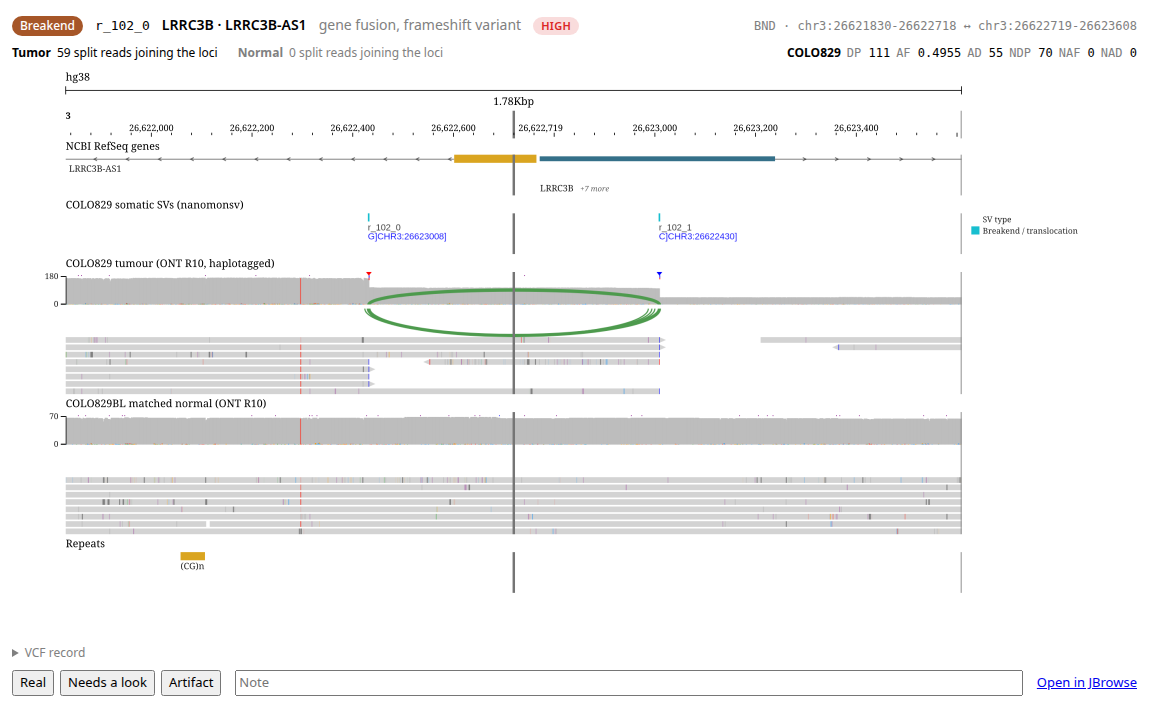 Breakend r_102_0 LRRC3B · LRRC3B-AS1 gene fusion, frameshift variant HIGH BND · chr3:26621830-26622718 ↔ chr3:26622719-26623608
Tumor 59 split reads joining the loci Normal 0 split reads joining the loci COLO829 DP 111 AF 0.4955 AD 55 NDP 70 NAF 0 NAD 0
hg38
1.78Kbp
3
26,622,000 26,622,200 26,622,400 26,622,600 26,622,719 26,623,000 26,623,200 26,623,400
NCBI RefSeq genes
LRRC3B-AS1
LRRC3B +7 more
COLO829 somatic SVs (nanomonsv)
SV type
Breakend / translocation
r_102_0 r_102_1
G]CHR3:26623008] C]CHR3:26622430]
COLO829 tumour (ONT R10, haplotagged)
180
0
COLO829BL matched normal (ONT R10)
70
0
Repeats
(CG)n
▶ VCF record
Real Needs a look Artifact Note Open in JBrowse